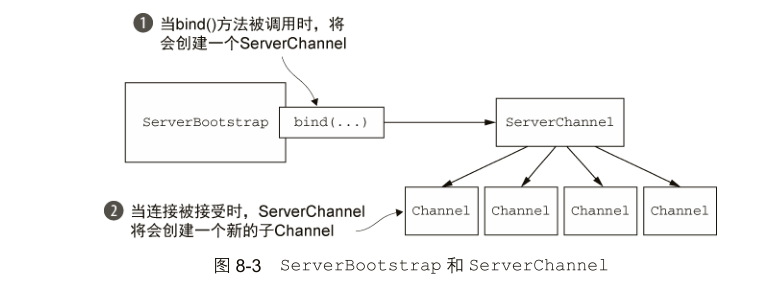 1 当bind()方法被调用时，将
会创建一个ServerChannel
ServerBootstrap
bind(...)
ServerChannel
Channel
Channel
Channel
Channel
2 当连接被接受时，ServerChannel
将会创建一个新的子Channel
图 8-3 ServerBootstrap 和 ServerChannel